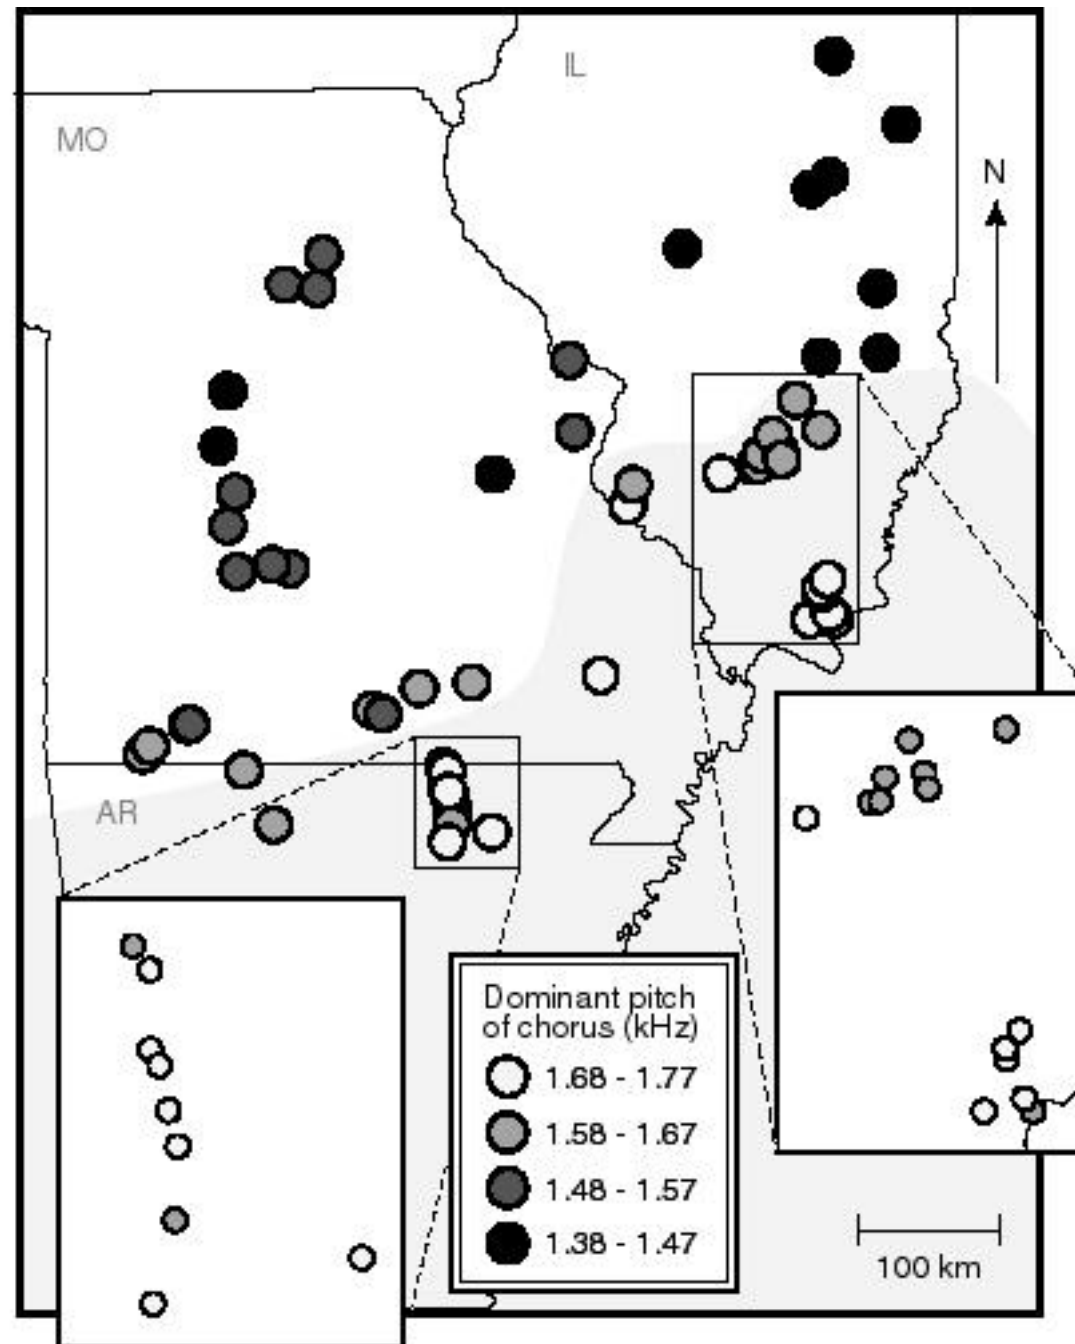 IL
MO
N
AR
Dominant pitch
of chorus (kHz)
1.68 - 1.77
1.58 - 1.67
1.48 - 1.57
1.38 - 1.47
100 km